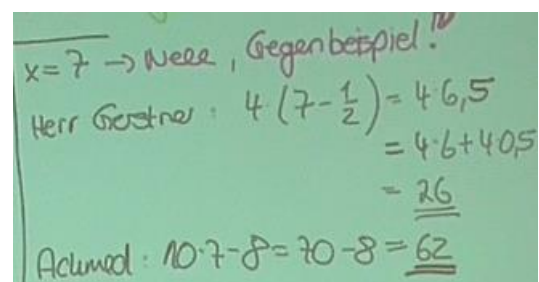 x = 7 → Neee, Gegenbeispiel!
Herr Gerstner: 4·(7-1/2) = 4·6,5
= 4·6+4·0,5
= 26
Achmed: 10·7-8=70-8=62